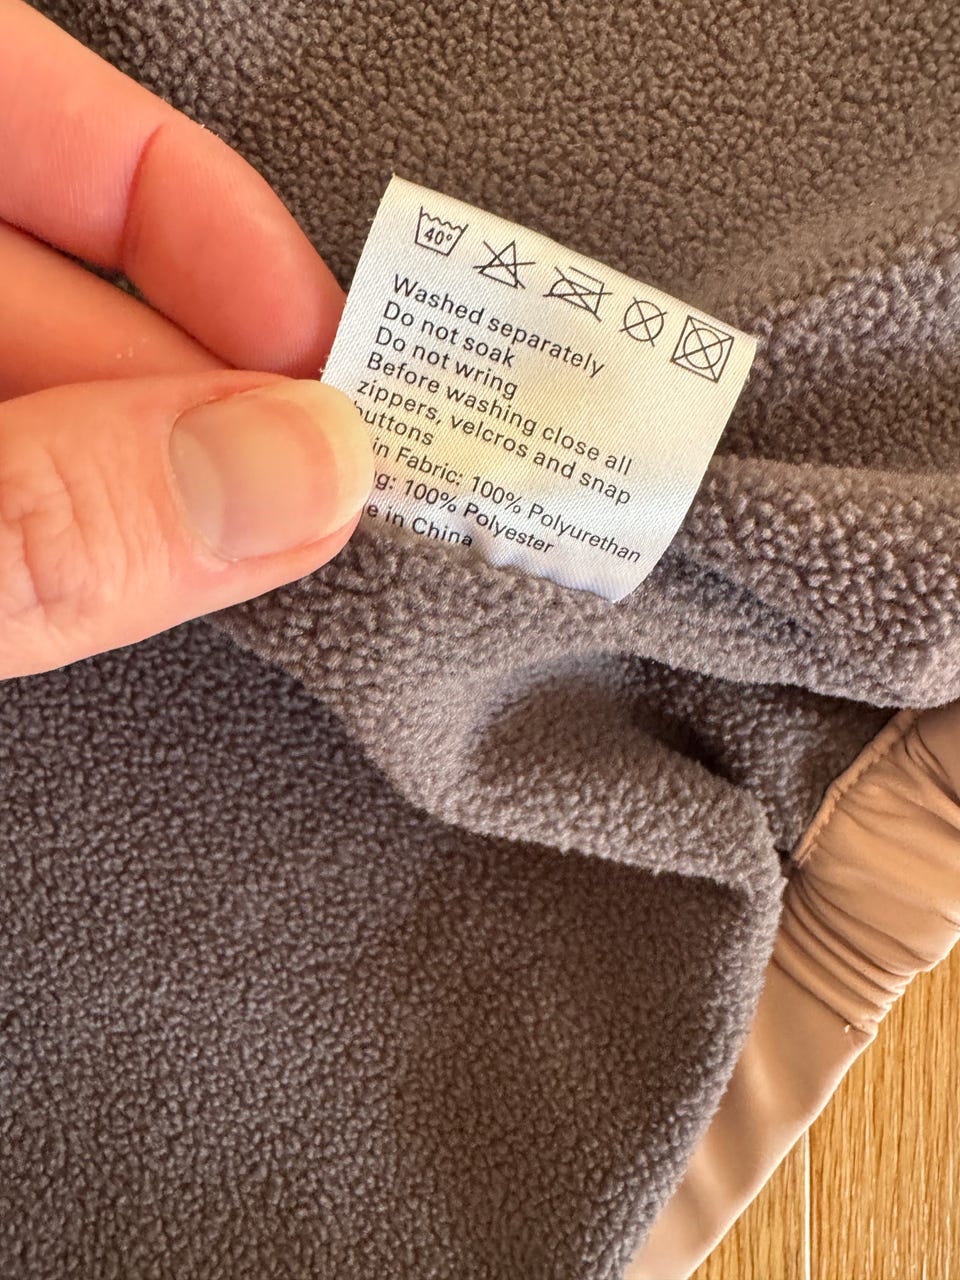 40°
Washed separately
Do not soak
Do not wring
Before washing close all
zippers, velcros and snap
buttons
in Fabric: 100% Polyurethan
g: 100% Polyester
e in China